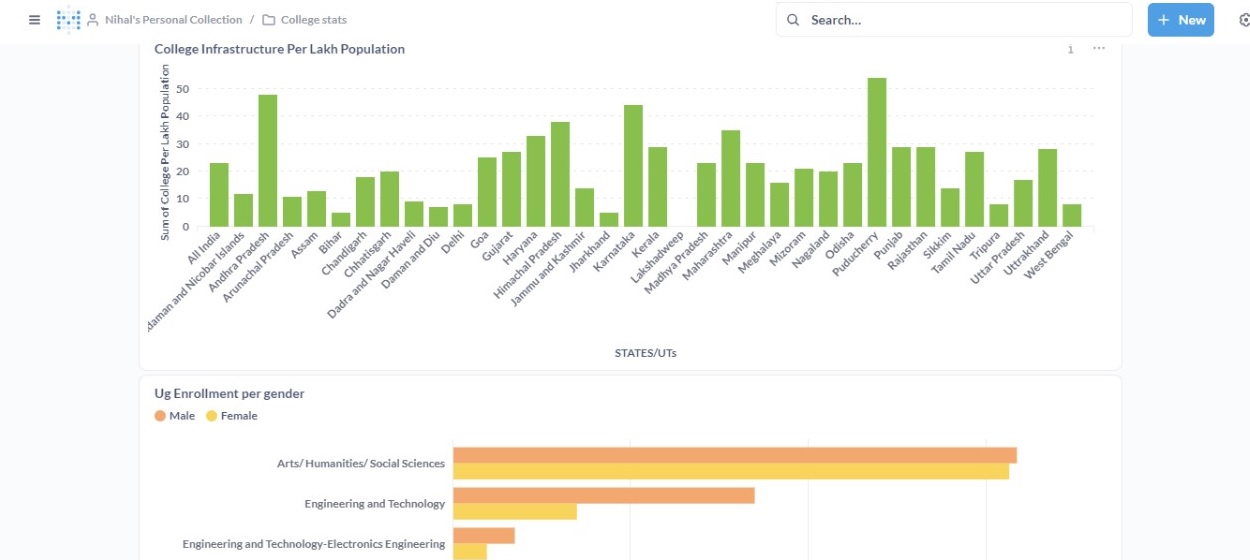 Nihal's Personal Collection / College stats
Search...
+ New
College Infrastructure Per Lakh Population
Sum of College Per Lakh Population
50
40
30
20
10
0
All India
daman and Nicobar Islands
Andhra Pradesh
Arunachal Pradesh
Assam
Bihar
Chandigarh
Chhatisgarh
Dadra and Nagar Haveli
Daman and Diu
Delhi
Goa
Gujarat
Haryana
Himachal Pradesh
Jammu and Kashmir
Jharkhand
Karnataka
Kerala
Lakshadweep
Madhya Pradesh
Maharashtra
Manipur
Meghalaya
Mizoram
Nagaland
Odisha
Puducherry
Punjab
Rajasthan
Sikkim
Tamil Nadu
Tripura
Uttar Pradesh
Uttrakhand
West Bengal
STATES/UTs
Ug Enrollment per gender
Male Female
Arts/ Humanities/ Social Sciences
Engineering and Technology
Engineering and Technology-Electronics Engineering